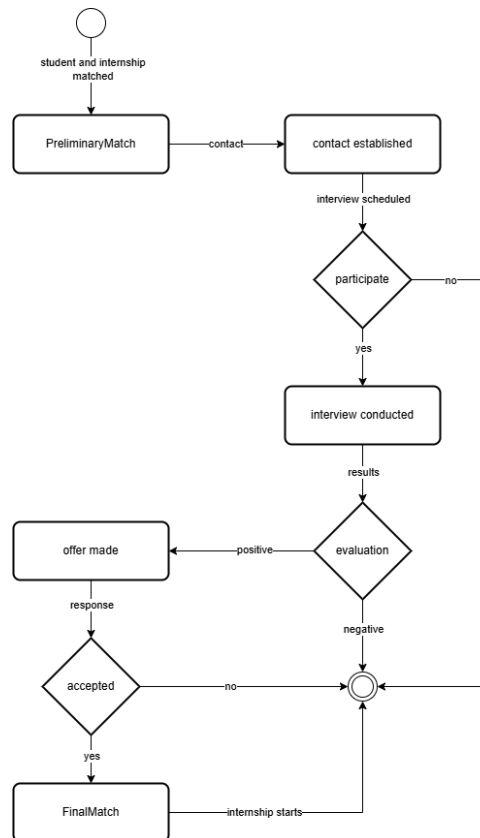 student and internship
matched
PreliminaryMatch
contact
contact established
interview scheduled
participate
no
yes
interview conducted
results
evaluation
positive
offer made
negative
response
accepted
no
yes
FinalMatch
internship starts